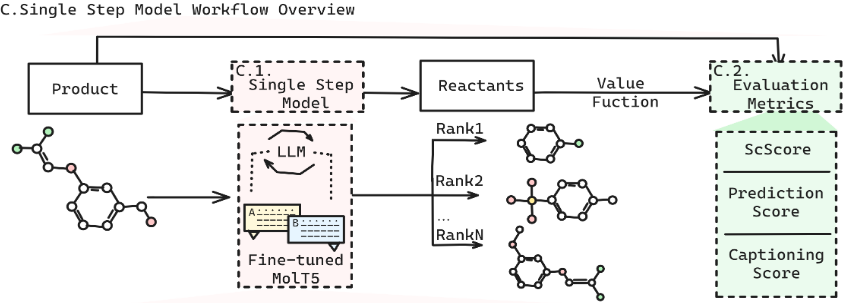 C.Single Step Model Workflow Overview
Product
C.1.
Single Step
Model
Reactants
Value
Fuction
C.2.
Evaluation
Metrics
LLM
A
B
Fine-tuned
MolT5
Rank1
Rank2
...
RankN
ScScore
Prediction
Score
Captioning
Score